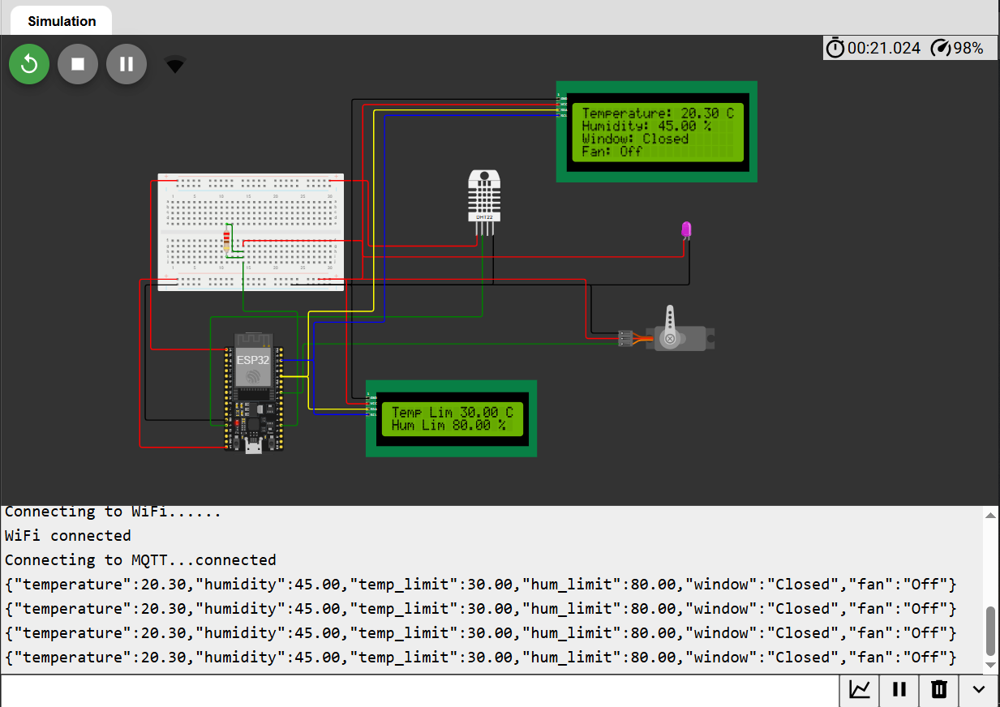 Simulation
00:21.024 98%
Temperature: 20.30 C
Humidity: 45.00 %
Window: Closed
Fan: Off
DHT22
ESP32
Temp Lim 30.00 C
Hum Lim 80.00 %
Connecting to WiFi......
WiFi connected
Connecting to MQTT...connected
{"temperature":20.30,"humidity":45.00,"temp_limit":30.00,"hum_limit":80.00,"window":"Closed","fan":"Off"}
{"temperature":20.30,"humidity":45.00,"temp_limit":30.00,"hum_limit":80.00,"window":"Closed","fan":"Off"}
{"temperature":20.30,"humidity":45.00,"temp_limit":30.00,"hum_limit":80.00,"window":"Closed","fan":"Off"}
{"temperature":20.30,"humidity":45.00,"temp_limit":30.00,"hum_limit":80.00,"window":"Closed","fan":"Off"}